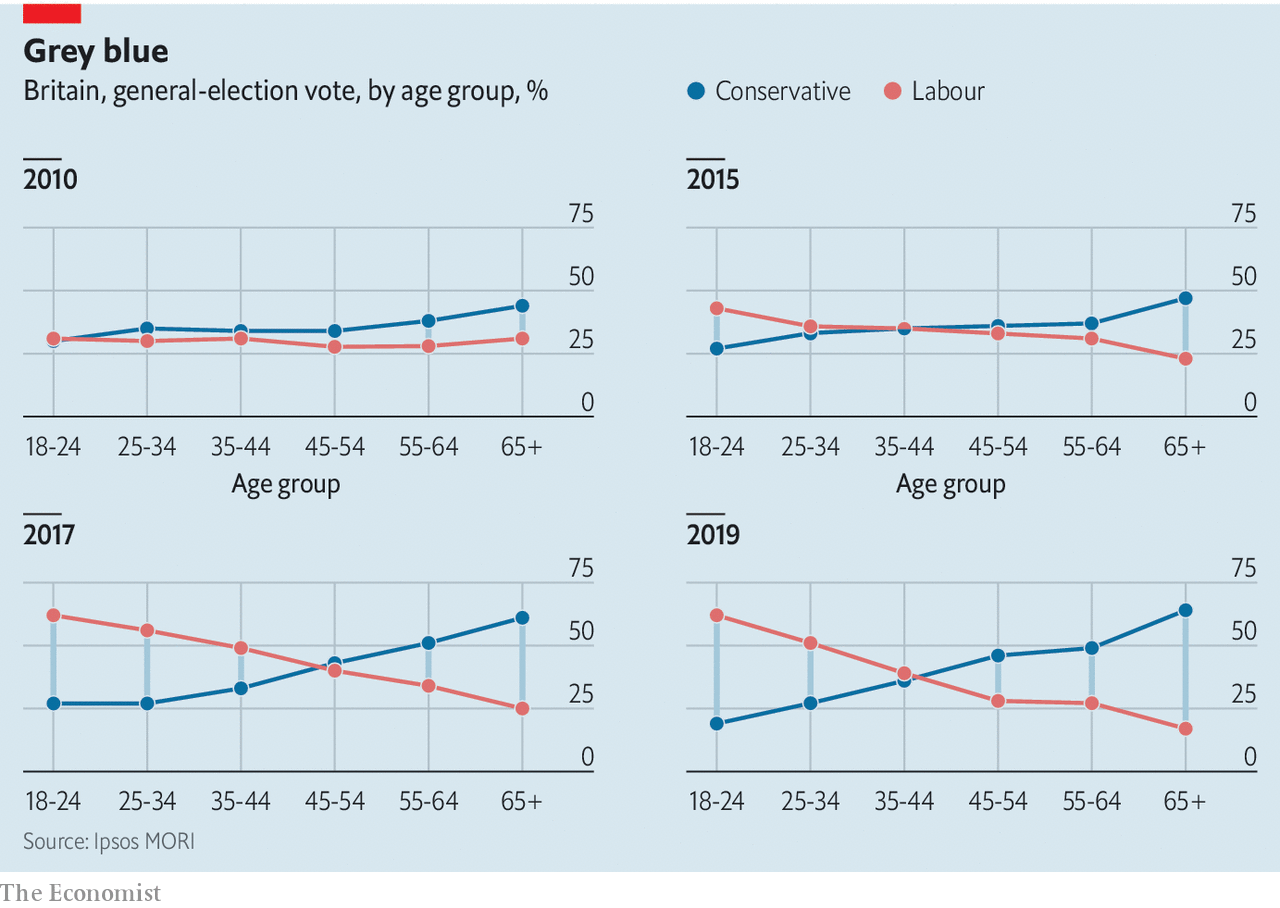 Grey blue
Britain, general-election vote, by age group, %
Conservative Labour
2010
75
50
25
0
18-24 25-34 35-44 45-54 55-64 65+
Age group
2015
75
50
25
0
18-24 25-34 35-44 45-54 55-64 65+
Age group
2017
75
50
25
0
18-24 25-34 35-44 45-54 55-64 65+
2019
75
50
25
0
18-24 25-34 35-44 45-54 55-64 65+
Source: Ipsos MORI
The Economist